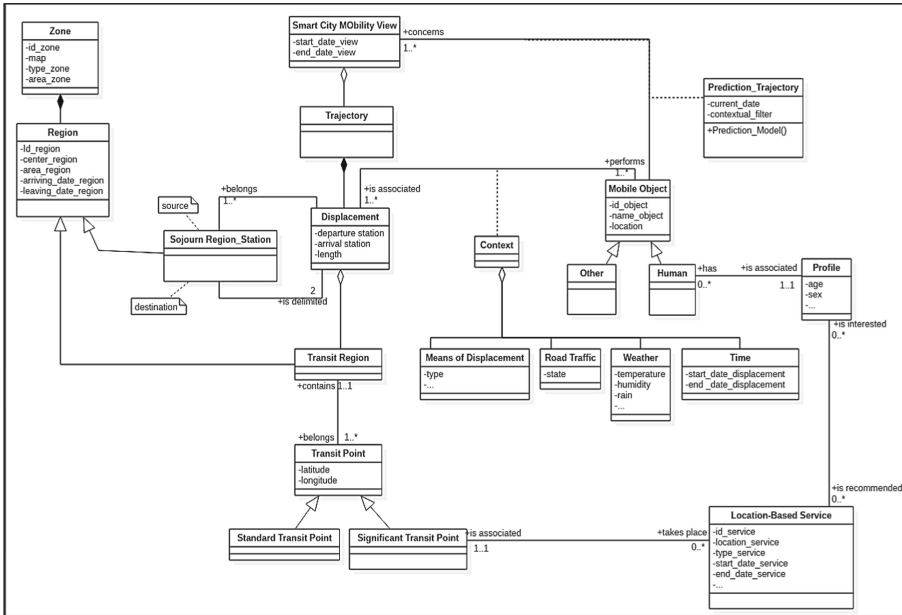 Zone
-id_zone
-map
-type_zone
-area_zone
Smart City MObility View
-start_date_view
-end_date_view
+concerns
1..*
Prediction_Trajectory
-current_date
-contextual_filter
+Prediction_Model()
Trajectory
Region
-Id_region
-center_region
-area_region
-arriving_date_region
-leaving_date_region
+belongs
1..*
+is associated
1..*
+performs
1..*
source
Sojourn Region_Station
destination
Displacement
-departure station
-arrival station
-length
2
+is delimited
Mobile Object
-id_object
-name_object
-location
Context
Other
Human
+has
0..*
+is associated
1..1
Profile
-age
-sex
-...
+is interested
0..*
Transit Region
+contains
1..1
Means of Displacement
-type
-...
Road Traffic
-state
Weather
-temperature
-humidity
-rain
-...
Time
-start_date_displacement
-end _date_displacement
+belongs
1..*
Transit Point
-latitude
-longitude
+is recommended
0..*
Standard Transit Point
Significant Transit Point
+is associated
1..1
+takes place
0..*
Location-Based Service
-id_service
-location_service
-type_service
-start_date_service
-end_date_service
-...